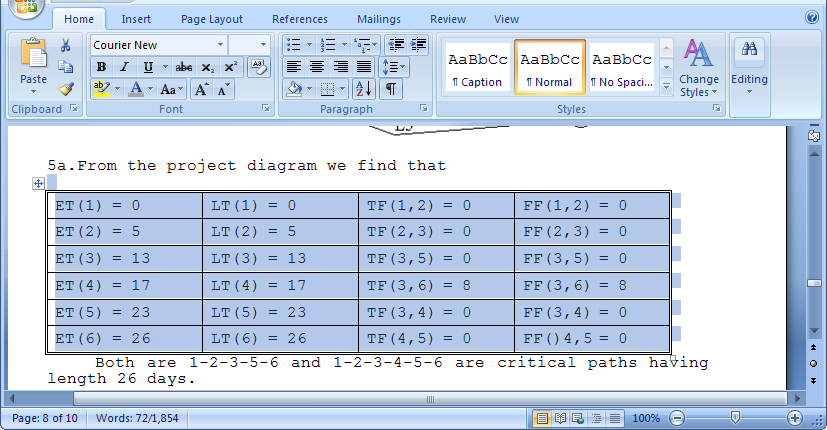 Home Insert Page Layout References Mailings Review View
Courier New
AaBbCc AaBbCc AaBbCc
B I U abe x₂ x²
Paste ¶ Caption ¶ Normal ¶ No Spaci... Change Styles Editing
ab A Aa A A
Clipboard Font Paragraph Styles
5a.From the project diagram we find that
ET(1) = 0 LT(1) = 0 TF(1,2) = 0 FF(1,2) = 0
ET(2) = 5 LT(2) = 5 TF(2,3) = 0 FF(2,3) = 0
ET(3) = 13 LT(3) = 13 TF(3,5) = 0 FF(3,5) = 0
ET(4) = 17 LT(4) = 17 TF(3,6) = 8 FF(3,6) = 8
ET(5) = 23 LT(5) = 23 TF(3,4) = 0 FF(3,4) = 0
ET(6) = 26 LT(6) = 26 TF(4,5) = 0 FF()4,5 = 0
Both are 1-2-3-5-6 and 1-2-3-4-5-6 are critical paths having
length 26 days.
Page: 8 of 10 Words: 72/1,854 100%